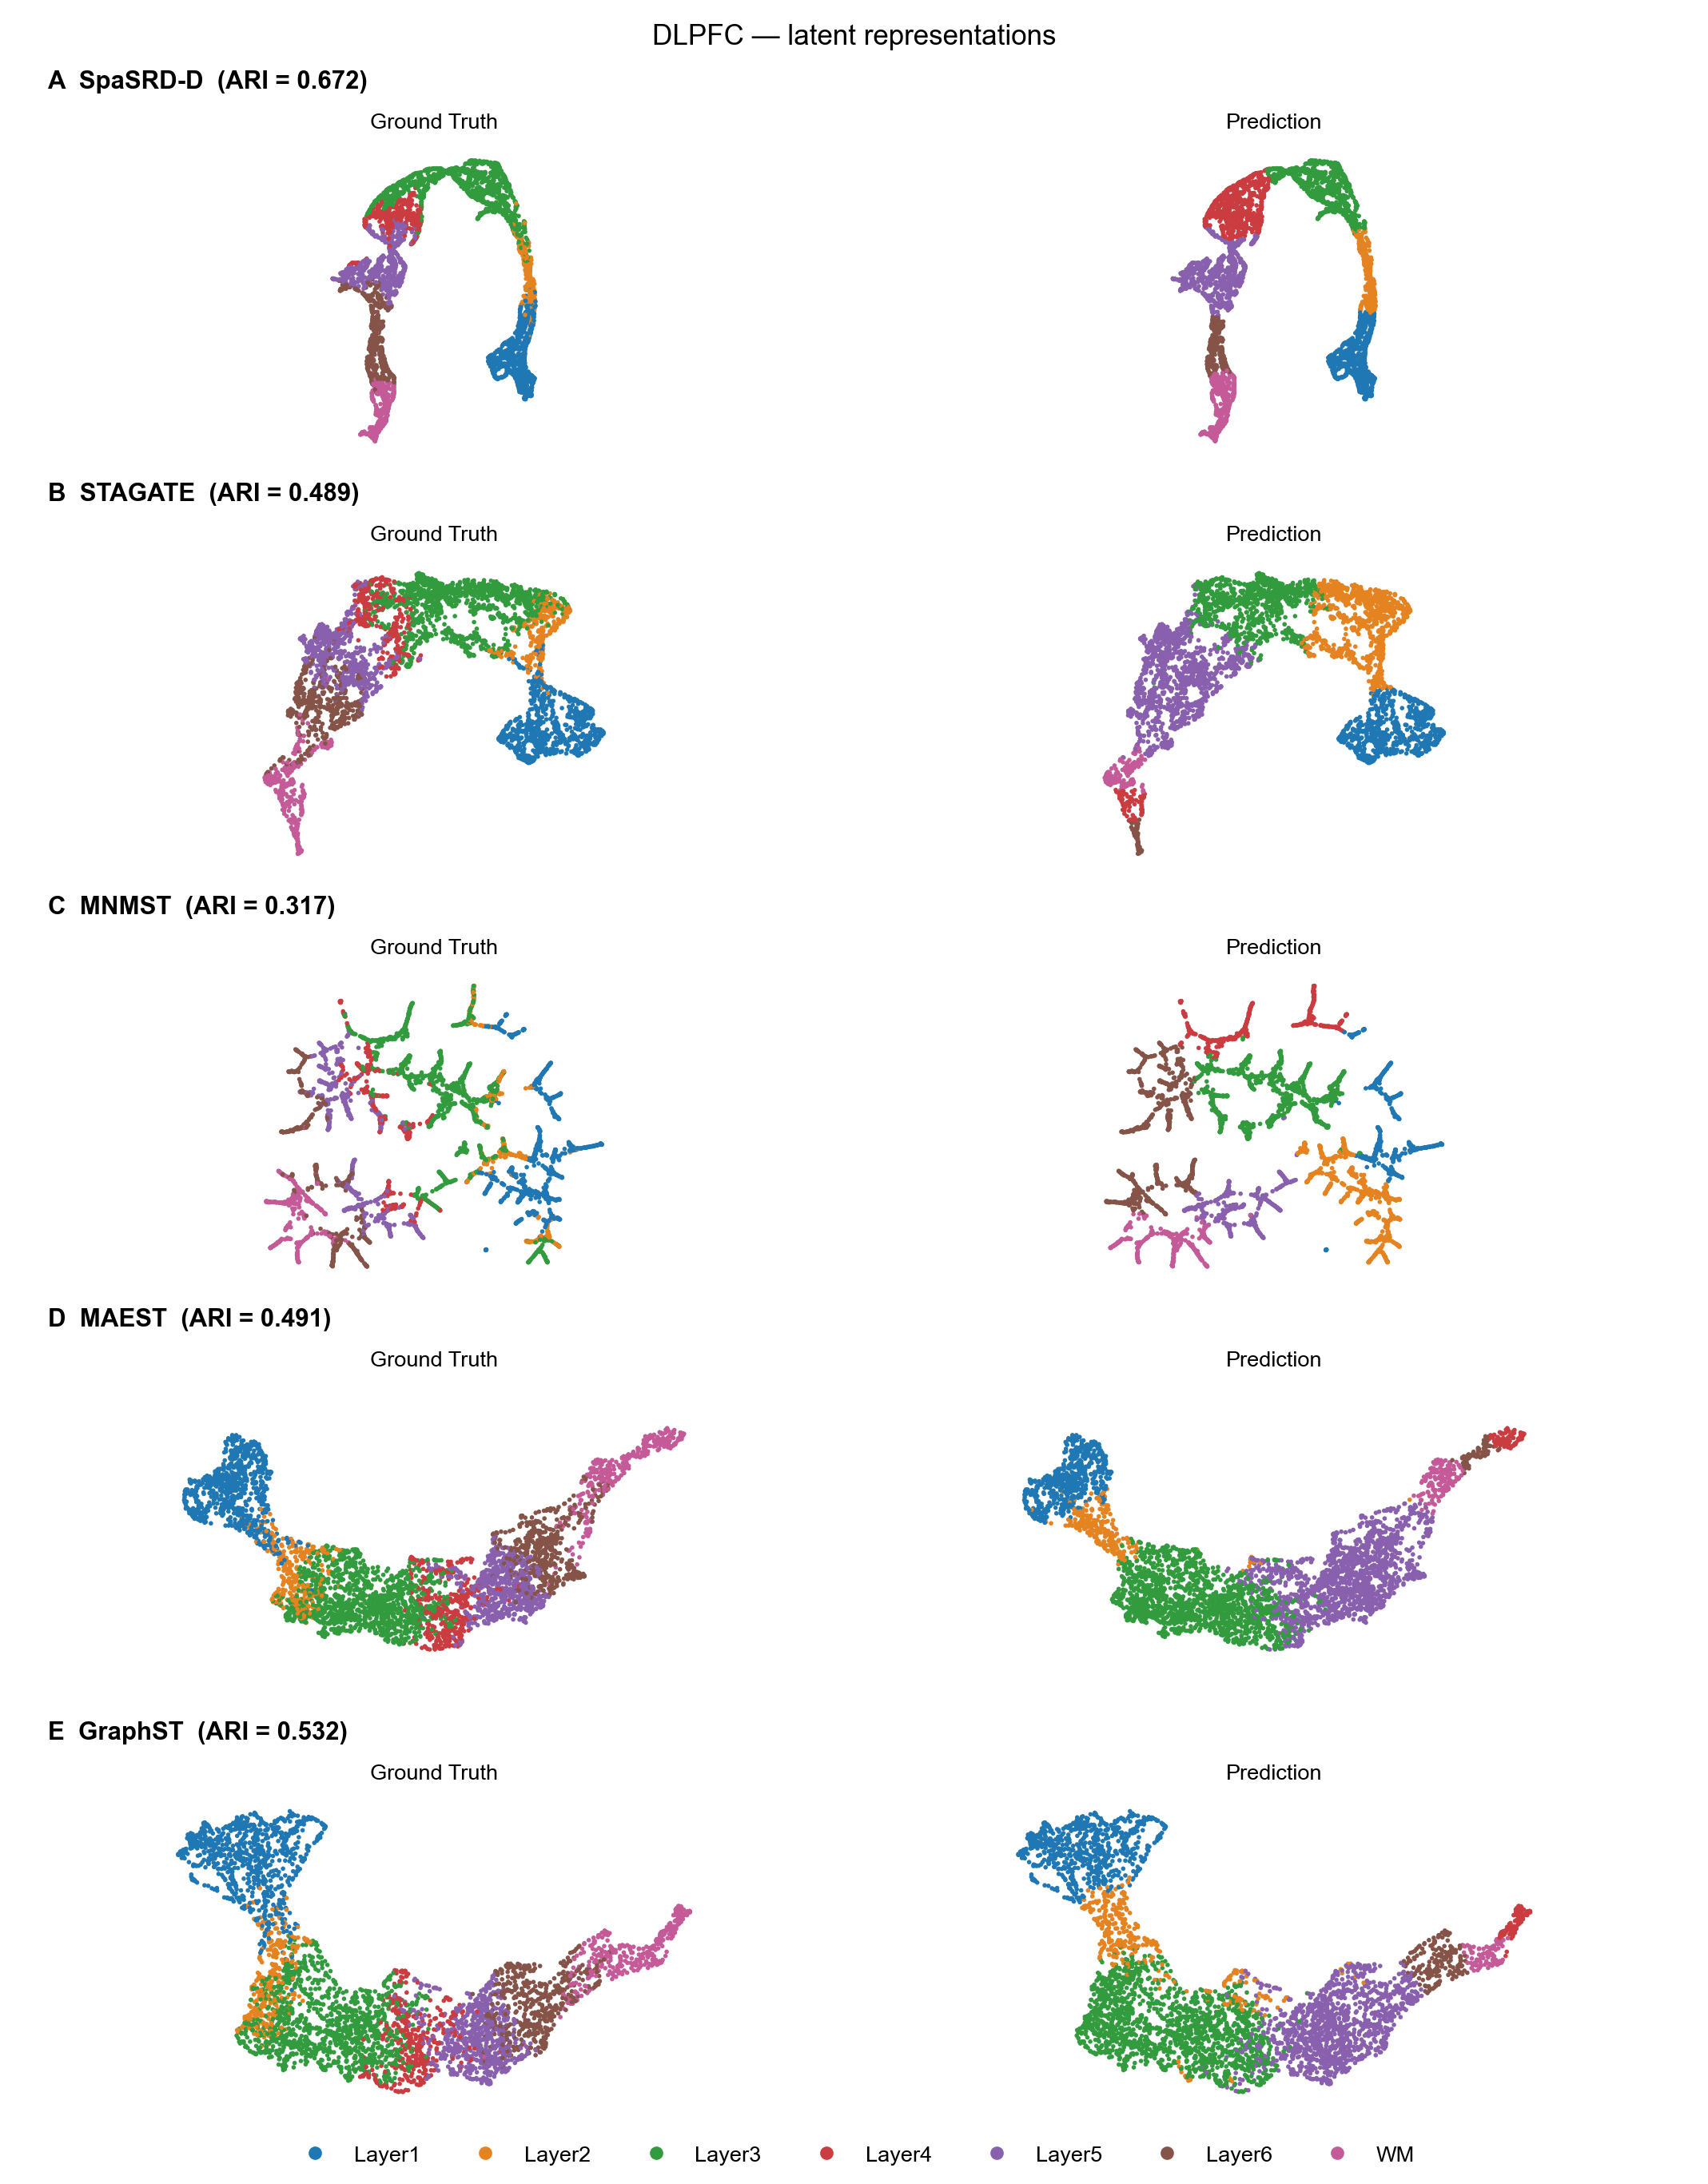 DLPFC — latent representations
A SpaSRD-D (ARI = 0.672)
Ground Truth
Prediction
B STAGATE (ARI = 0.489)
Ground Truth
Prediction
C MNMST (ARI = 0.317)
Ground Truth
Prediction
D MAEST (ARI = 0.491)
Ground Truth
Prediction
E GraphST (ARI = 0.532)
Ground Truth
Prediction
Layer1 Layer2 Layer3 Layer4 Layer5 Layer6 WM